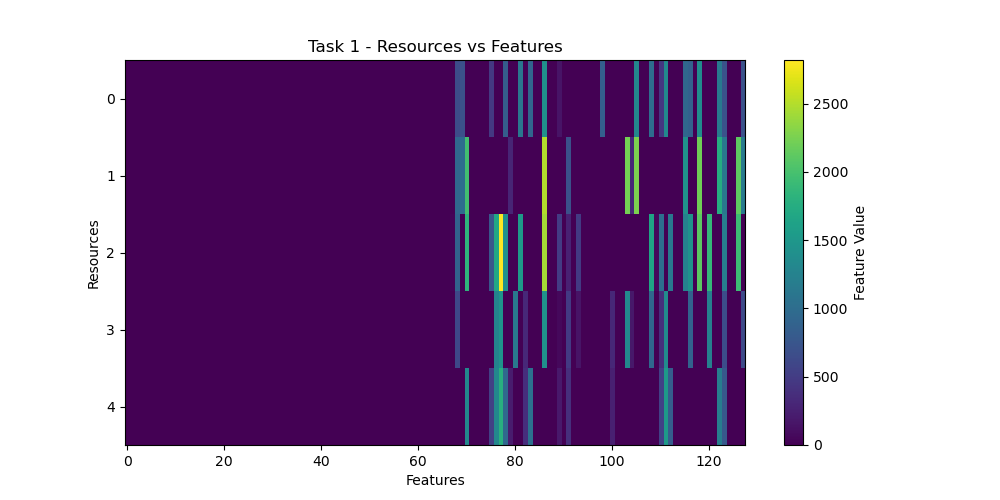 Task 1 - Resources vs Features
0
1
2
3
4
Resources
0 20 40 60 80 100 120
Features
2500
2000
1500
1000
500
0
Feature Value